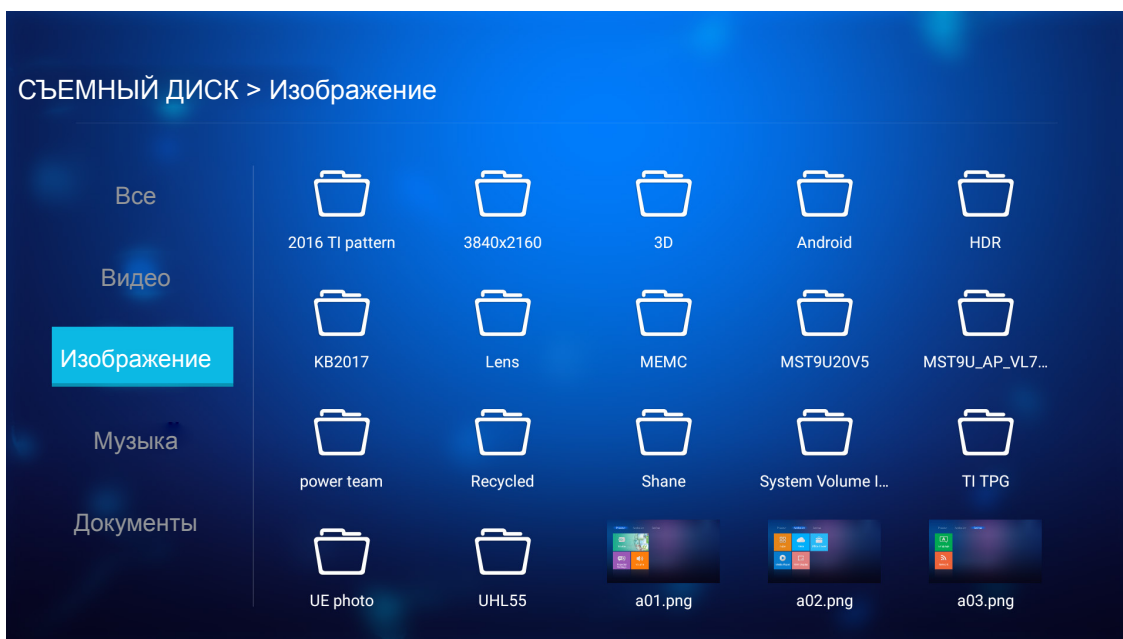 СЪЕМНЫЙ ДИСК > Изображение
Все
Видео
Изображение
Музыка
Документы
2016 TI pattern
3840x2160
3D
Android
HDR
KB2017
Lens
MEMC
MST9U20V5
MST9U_AP_VL7...
power team
Recycled
Shane
System Volume I...
TI TPG
UE photo
UHL55
a01.png
a02.png
a03.png